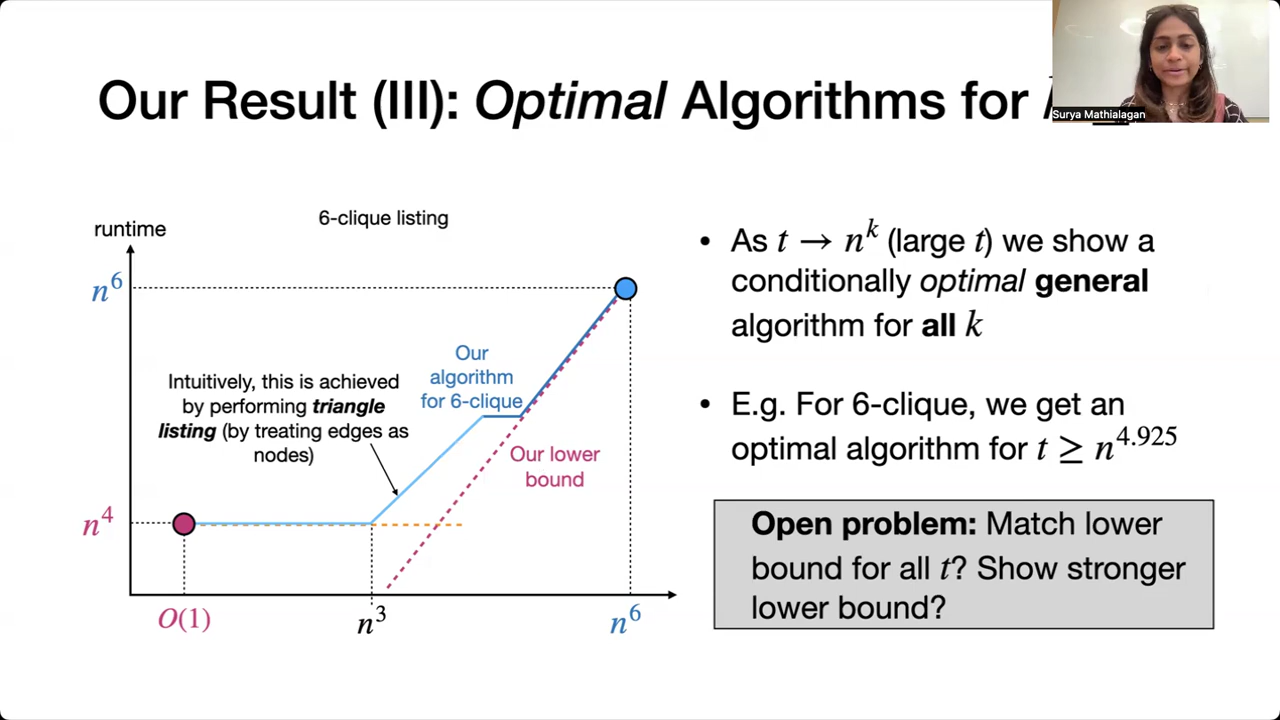 Our Result (III): Optimal Algorithms for
Surya Mathialagan
6-clique listing
runtime
n^6
n^4
Intuitively, this is achieved
by performing triangle
listing (by treating edges as
nodes)
Our
algorithm
for 6-clique
Our lower
bound
O(1)
n^3
n^6
• As t → n^k (large t) we show a
conditionally optimal general
algorithm for all k
• E.g. For 6-clique, we get an
optimal algorithm for t ≥ n^4.925
Open problem: Match lower
bound for all t? Show stronger
lower bound?